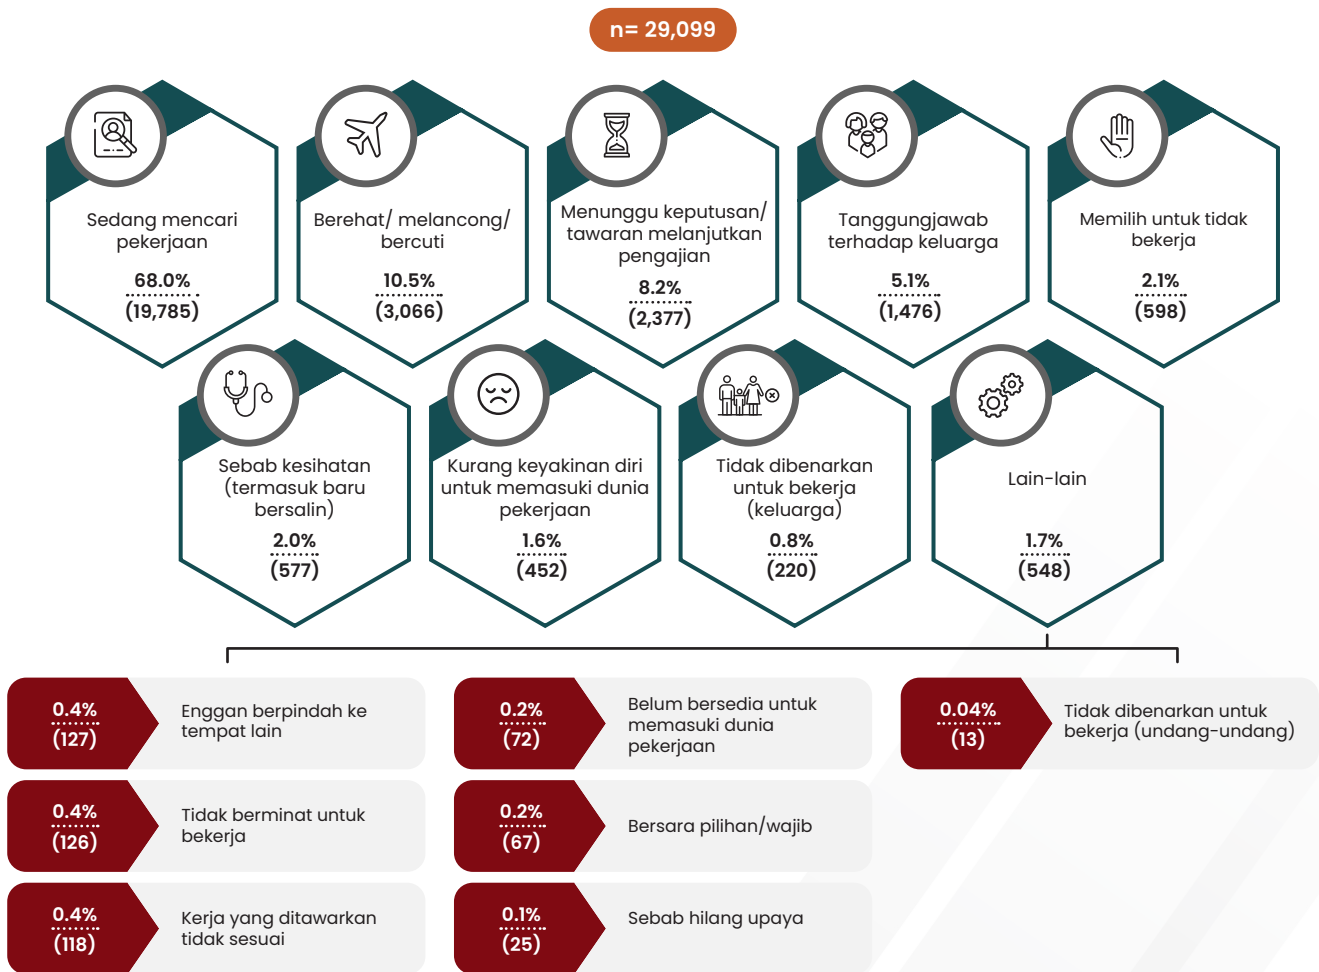 n= 29,099
Sedang mencari
pekerjaan
68.0%
(19,785)
Berehat/ melancong/
bercuti
10.5%
(3,066)
Menunggu keputusan/
tawaran melanjutkan
pengajian
8.2%
(2,377)
Tanggungjawab
terhadap keluarga
5.1%
(1,476)
Memilih untuk tidak
bekerja
2.1%
(598)
Sebab kesihatan
(termasuk baru
bersalin)
2.0%
(577)
Kurang keyakinan diri
untuk memasuki dunia
pekerjaan
1.6%
(452)
Tidak dibenarkan
untuk bekerja
(keluarga)
0.8%
(220)
Lain-lain
1.7%
(548)
0.4%
(127)
Enggan berpindah ke
tempat lain
0.4%
(126)
Tidak berminat untuk
bekerja
0.4%
(118)
Kerja yang ditawarkan
tidak sesuai
0.2%
(72)
Belum bersedia untuk
memasuki dunia
pekerjaan
0.2%
(67)
Bersara pilihan/wajib
0.1%
(25)
Sebab hilang upaya
0.04%
(13)
Tidak dibenarkan untuk
bekerja (undang-undang)